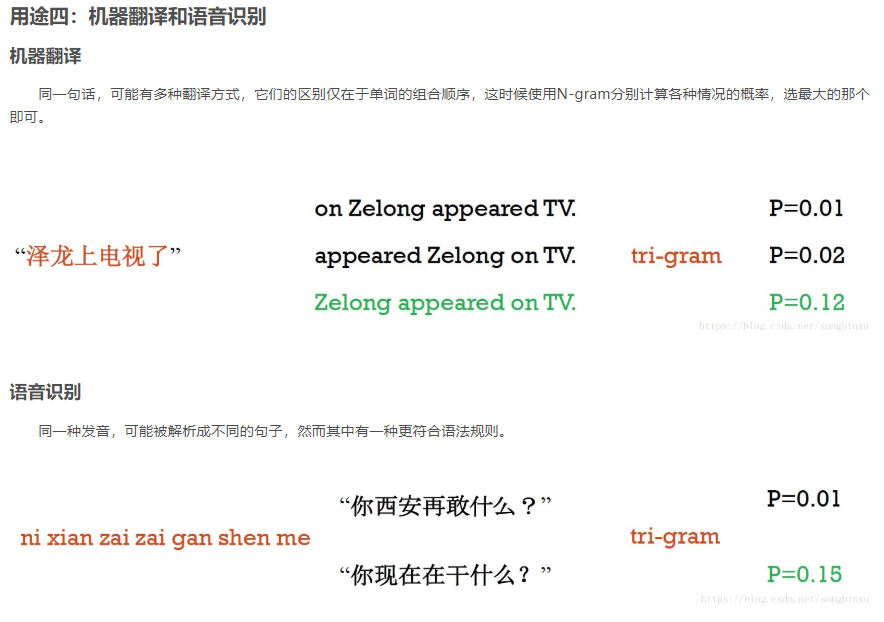 用途四：机器翻译和语音识别
机器翻译
同一句话，可能有多种翻译方式，它们的区别仅在于单词的组合顺序，这时候使用N-gram分别计算各种情况的概率，选最大的那个
即可。
on Zelong appeared TV. P=0.01
“泽龙上电视了” appeared Zelong on TV. tri-gram P=0.02
Zelong appeared on TV. P=0.12
https://blog.csdn.net/songbinxu
语音识别
同一种发音，可能被解析成不同的句子，然而其中有一种更符合语法规则。
“你西安再敢什么？” P=0.01
ni xian zai zai gan shen me tri-gram
“你现在在干什么？” P=0.15
https://blog.csdn.net/songbinxu